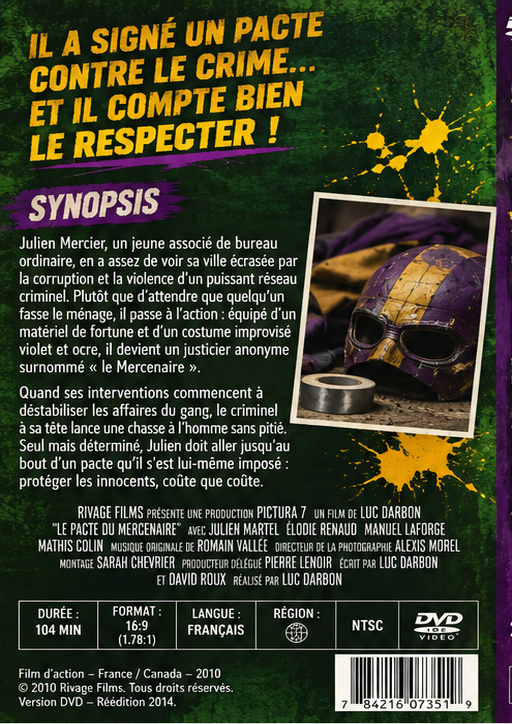 IL A SIGNÉ UN PACTE
CONTRE LE CRIME...
ET IL COMPTE BIEN
LE RESPECTER !
SYNOPSIS
Julien Mercier, un jeune associé de bureau
ordinaire, en a assez de voir sa ville écrasée par
la corruption et la violence d'un puissant réseau
criminel. Plutôt que d'attendre que quelqu'un
fasse le ménage, il passe à l'action : équipé d'un
matériel de fortune et d'un costume improvisé
violet et ocre, il devient un justicier anonyme
surnommé « le Mercenaire ».
Quand ses interventions commencent à
déstabiliser les affaires du gang, le criminel
à sa tête lance une chasse à l'homme sans pitié.
Seul mais déterminé, Julien doit aller jusqu'au
bout d'un pacte qu'il s'est lui-même imposé :
protéger les innocents, coûte que coûte.
RIVAGE FILMS PRÉSENTE UNE PRODUCTION PICTURA 7 UN FILM DE LUC DARBON
"LE PACTE DU MERCENAIRE" AVEC JULIEN MARTEL ÉLODIE RENAUD MANUEL LAFORGE
MATHIS COLIN MUSIQUE ORIGINALE DE ROMAIN VALLÉE DIRECTEUR DE LA PHOTOGRAPHIE ALEXIS MOREL
MONTAGE SARAH CHEVRIER PRODUCTEUR DÉLÉGUÉ PIERRE LENOIR ÉCRIT PAR LUC DARBON
ET DAVID ROUX RÉALISÉ PAR LUC DARBON
DURÉE :
104 MIN
FORMAT :
16:9
(1.78:1)
LANGUE :
FRANÇAIS
RÉGION :
NTSC
DVD
VIDEO
Film d'action – France / Canada – 2010
© 2010 Rivage Films. Tous droits réservés.
Version DVD – Réédition 2014.
7 84216 07351 9